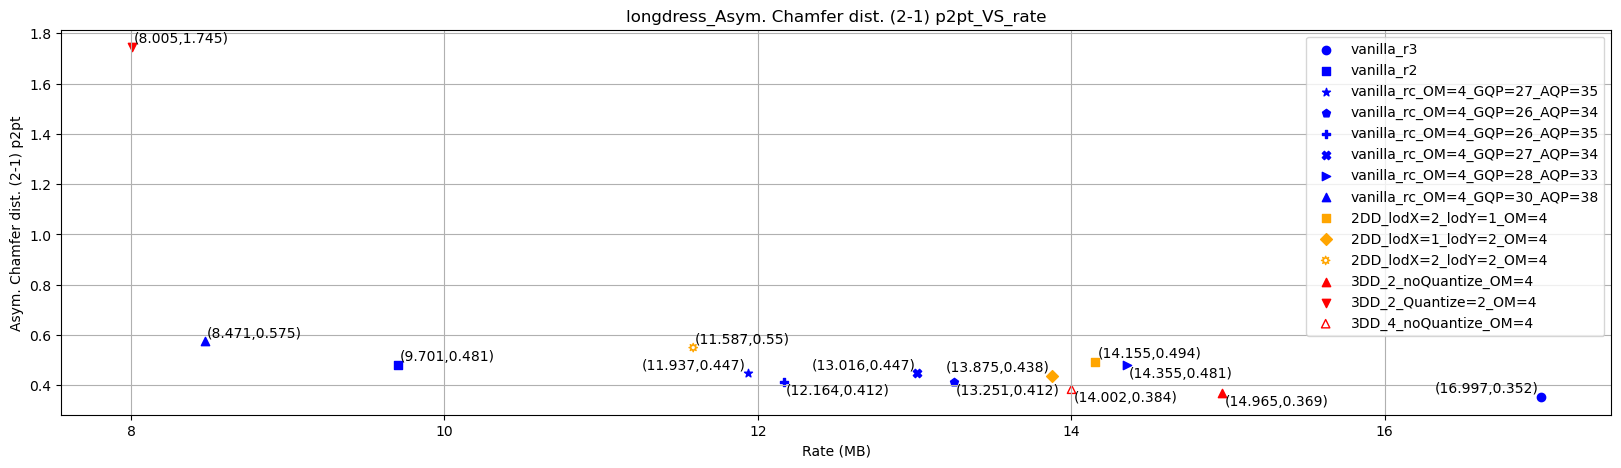 longdress_Asym. Chamfer dist. (2-1) p2pt_VS_rate
Asym. Chamfer dist. (2-1) p2pt
1.8
1.6
1.4
1.2
1.0
0.8
0.6
0.4
(8.005,1.745)
(8.471,0.575)
(9.701,0.481)
(11.587,0.55)
(11.937,0.447)
(12.164,0.412)
(13.016,0.447)
(13.251,0.412)
(13.875,0.438)
(14.002,0.384)
(14.155,0.494)
(14.355,0.481)
(14.965,0.369)
(16.997,0.352)
vanilla_r3
vanilla_r2
vanilla_rc_OM=4_GQP=27_AQP=35
vanilla_rc_OM=4_GQP=26_AQP=34
vanilla_rc_OM=4_GQP=26_AQP=35
vanilla_rc_OM=4_GQP=27_AQP=34
vanilla_rc_OM=4_GQP=28_AQP=33
vanilla_rc_OM=4_GQP=30_AQP=38
2DD_lodX=2_lodY=1_OM=4
2DD_lodX=1_lodY=2_OM=4
2DD_lodX=2_lodY=2_OM=4
3DD_2_noQuantize_OM=4
3DD_2_Quantize=2_OM=4
3DD_4_noQuantize_OM=4
8
10
12
14
16
Rate (MB)